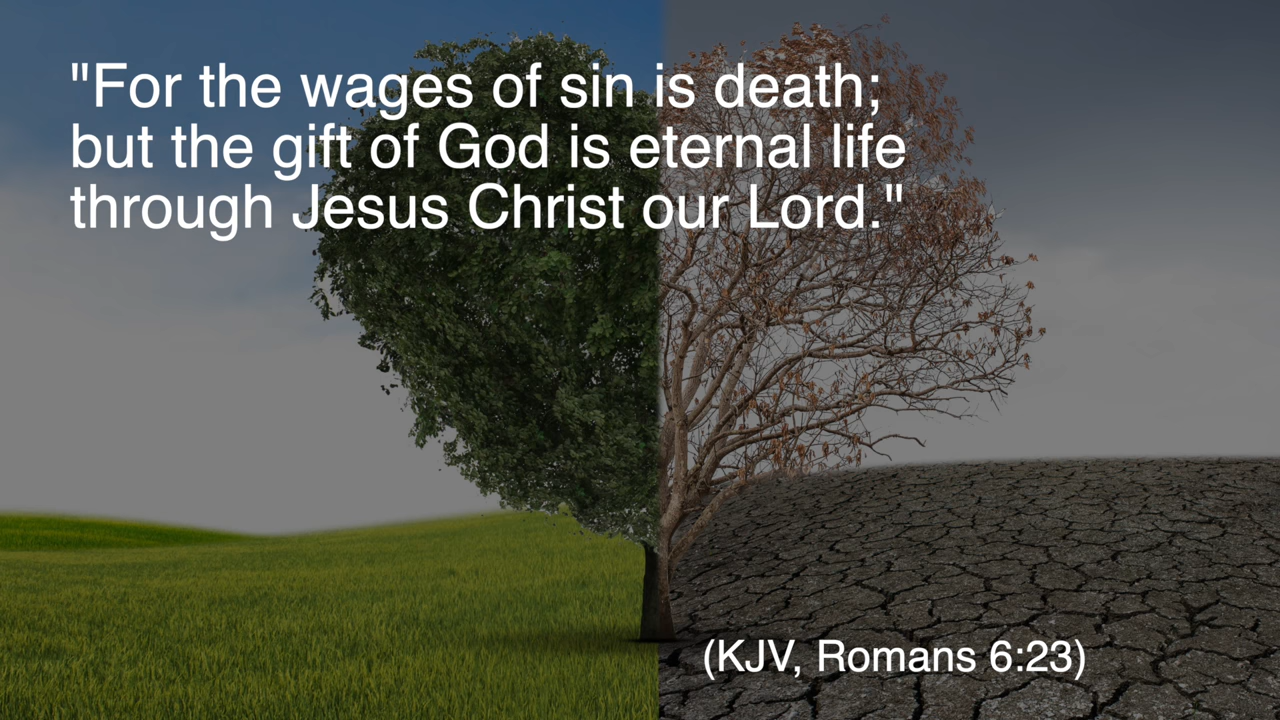 "For the wages of sin is death;
but the gift of God is eternal life
through Jesus Christ our Lord."
(KJV, Romans 6:23)